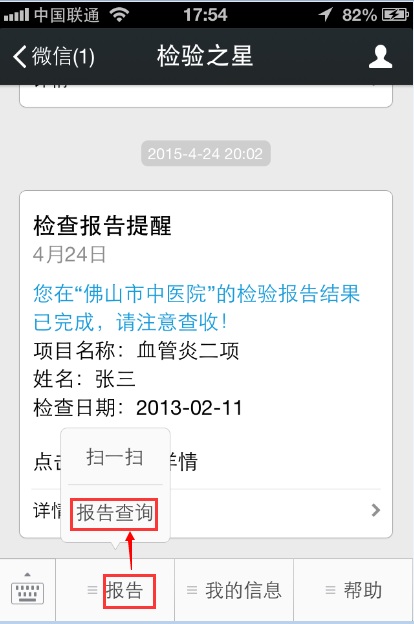 中国联通 17:54 82%
微信(1) 检验之星
2015-4-24 20:02
检查报告提醒
4月24日
您在“佛山市中医院”的检验报告结果
已完成，请注意查收！
项目名称：血管炎二项
姓名：张三
检查日期：2013-02-11
点 详情
扫一扫
详情
报告查询
报告 我的信息 帮助